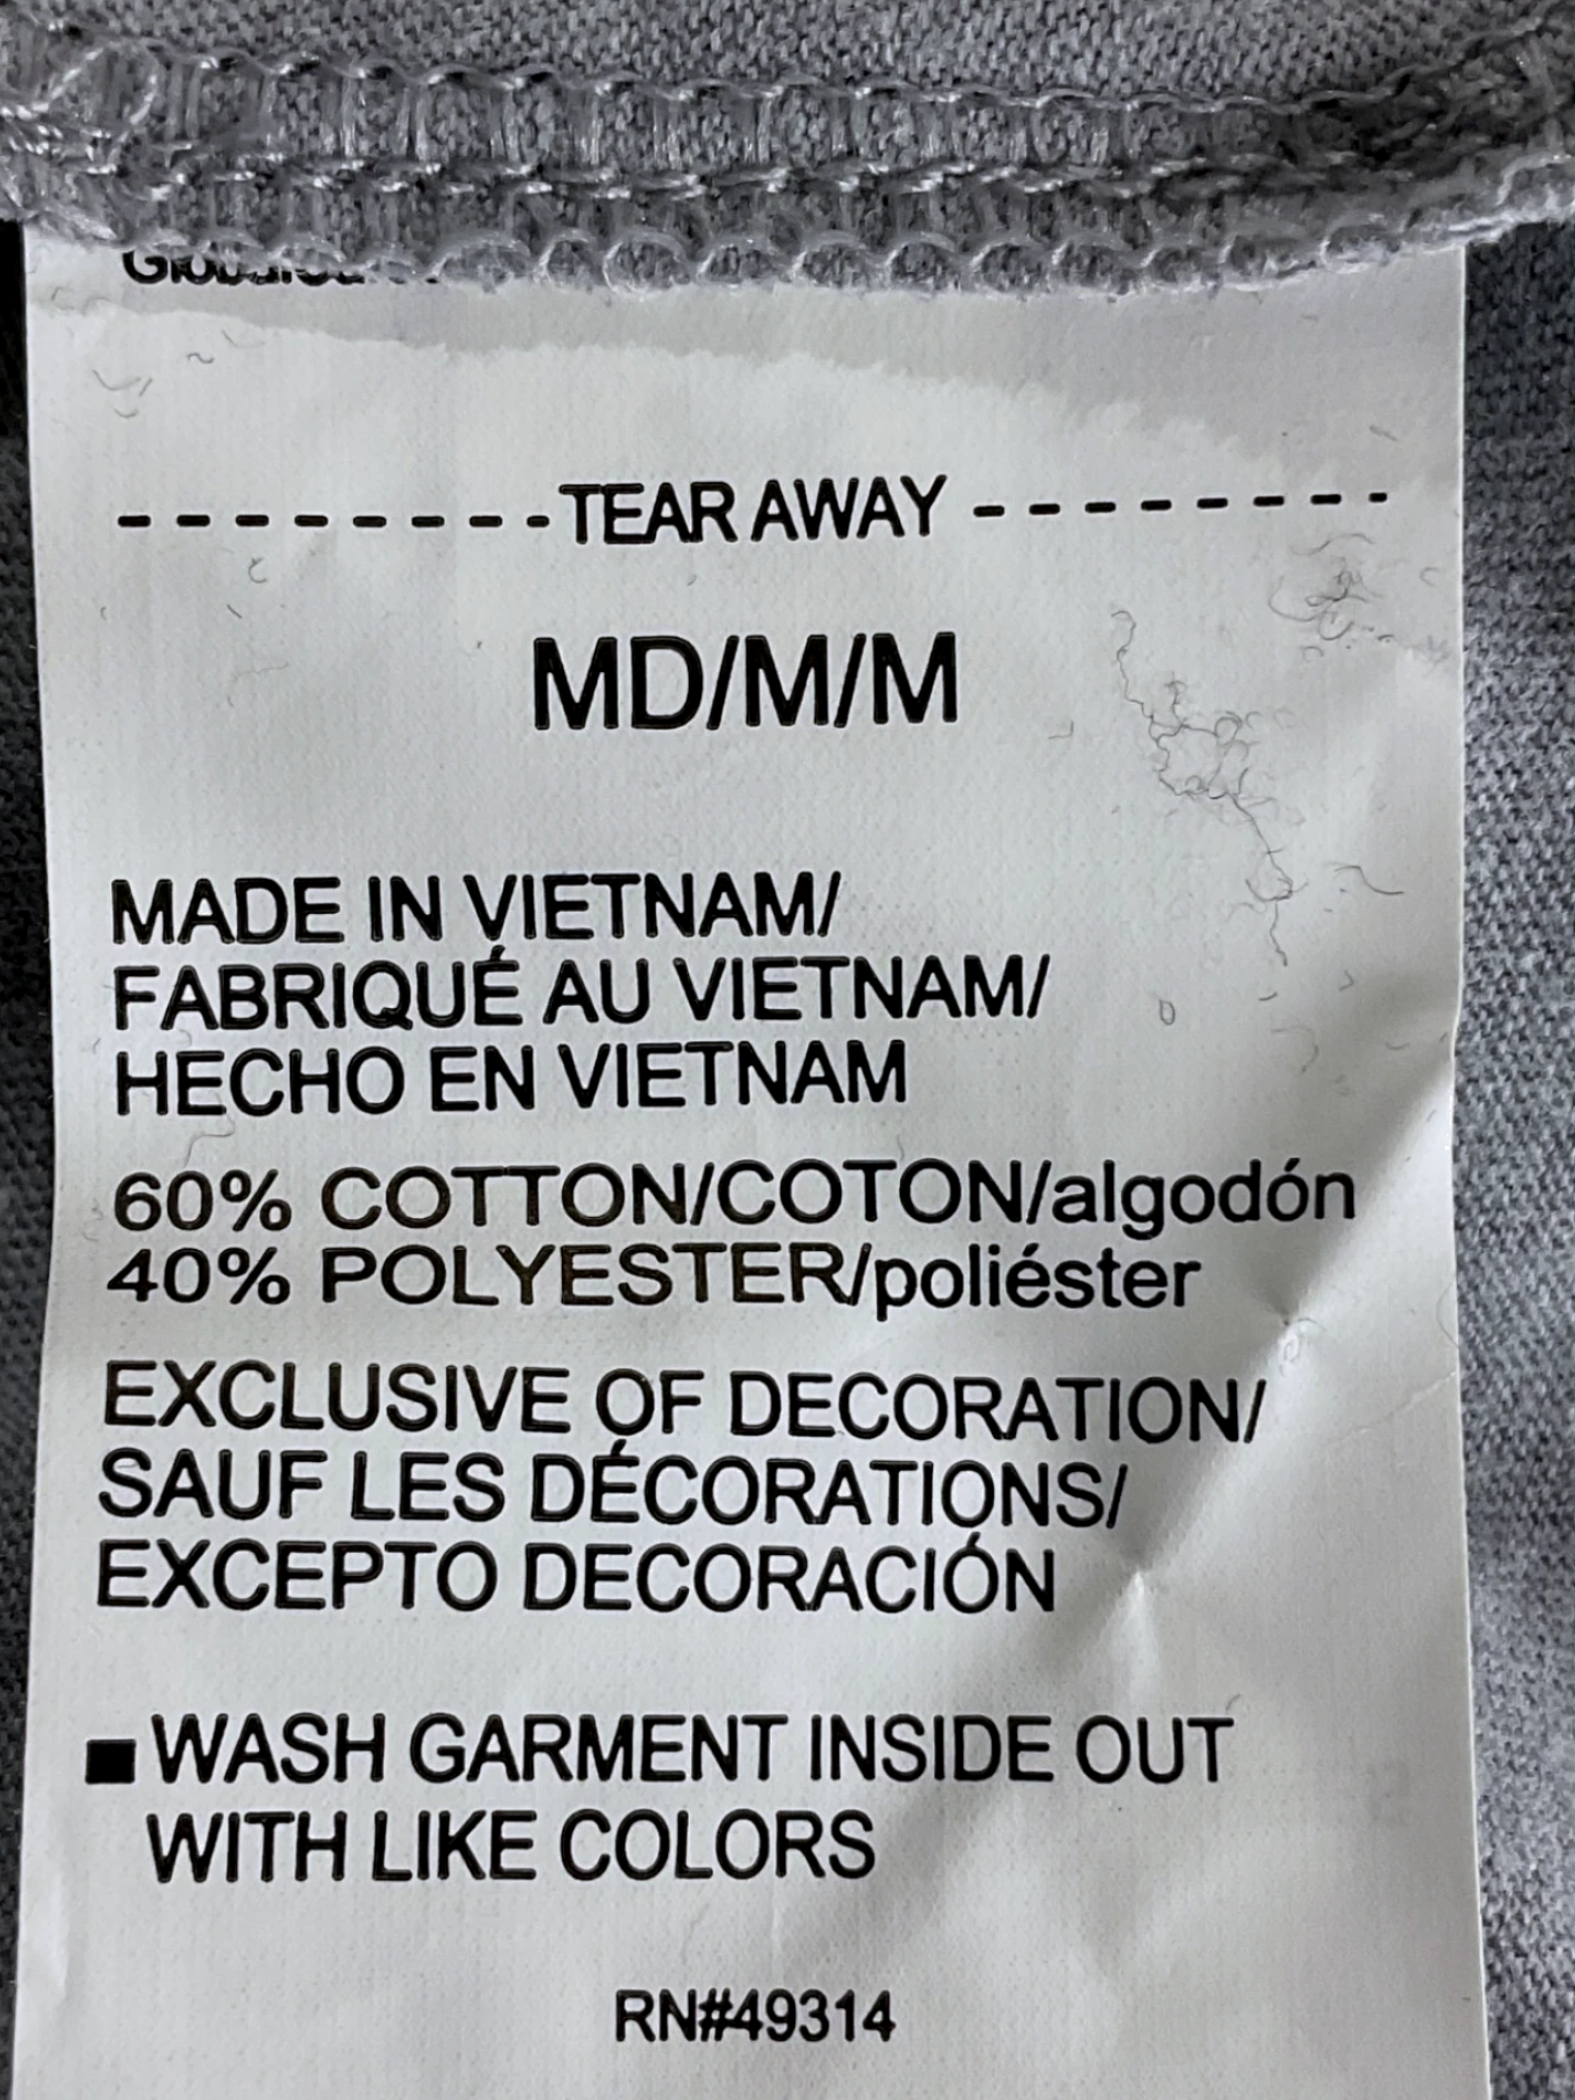 - - - - - - - - TEAR AWAY - - - - - - - -
MD/M/M
MADE IN VIETNAM/
FABRIQUÉ AU VIETNAM/
HECHO EN VIETNAM
60% COTTON/COTON/algodón
40% POLYESTER/poliéster
EXCLUSIVE OF DECORATION/
SAUF LES DÉCORATIONS/
EXCEPTO DECORACIÓN
■ WASH GARMENT INSIDE OUT
WITH LIKE COLORS
RN#49314